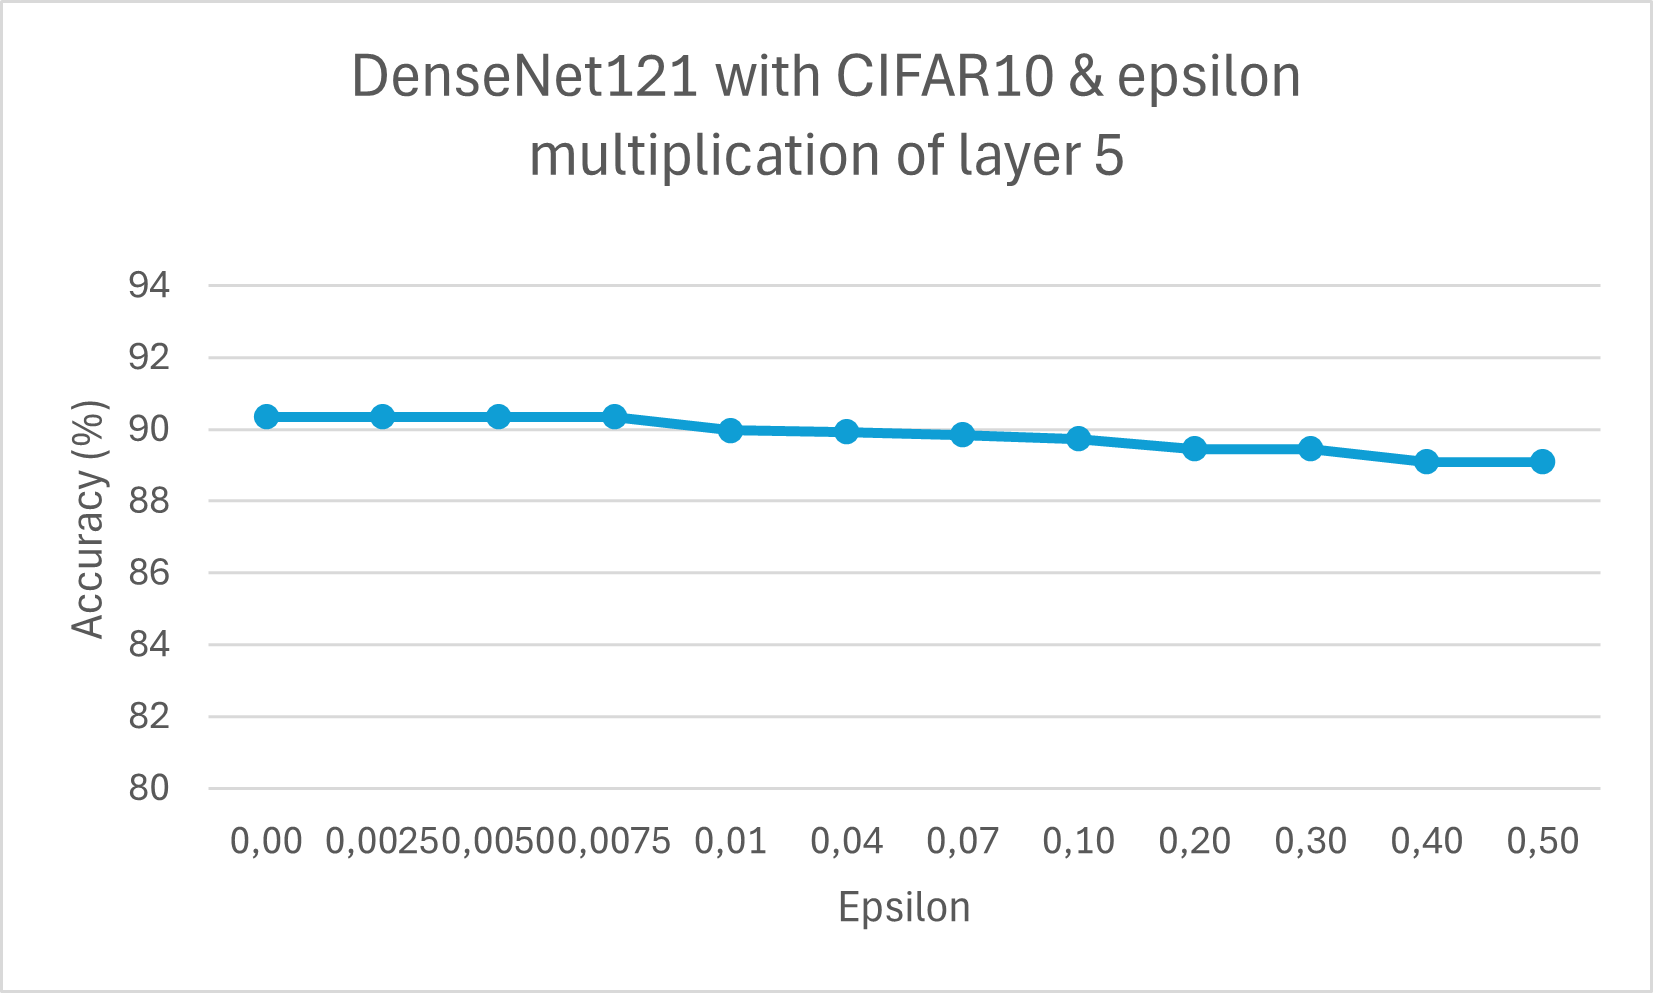 DenseNet121 with CIFAR10 & epsilon
multiplication of layer 5
94
92
90
88
86
84
82
80
Accuracy (%)
0,00 0,0025 0,0050 0,0075 0,01 0,04 0,07 0,10 0,20 0,30 0,40 0,50
Epsilon